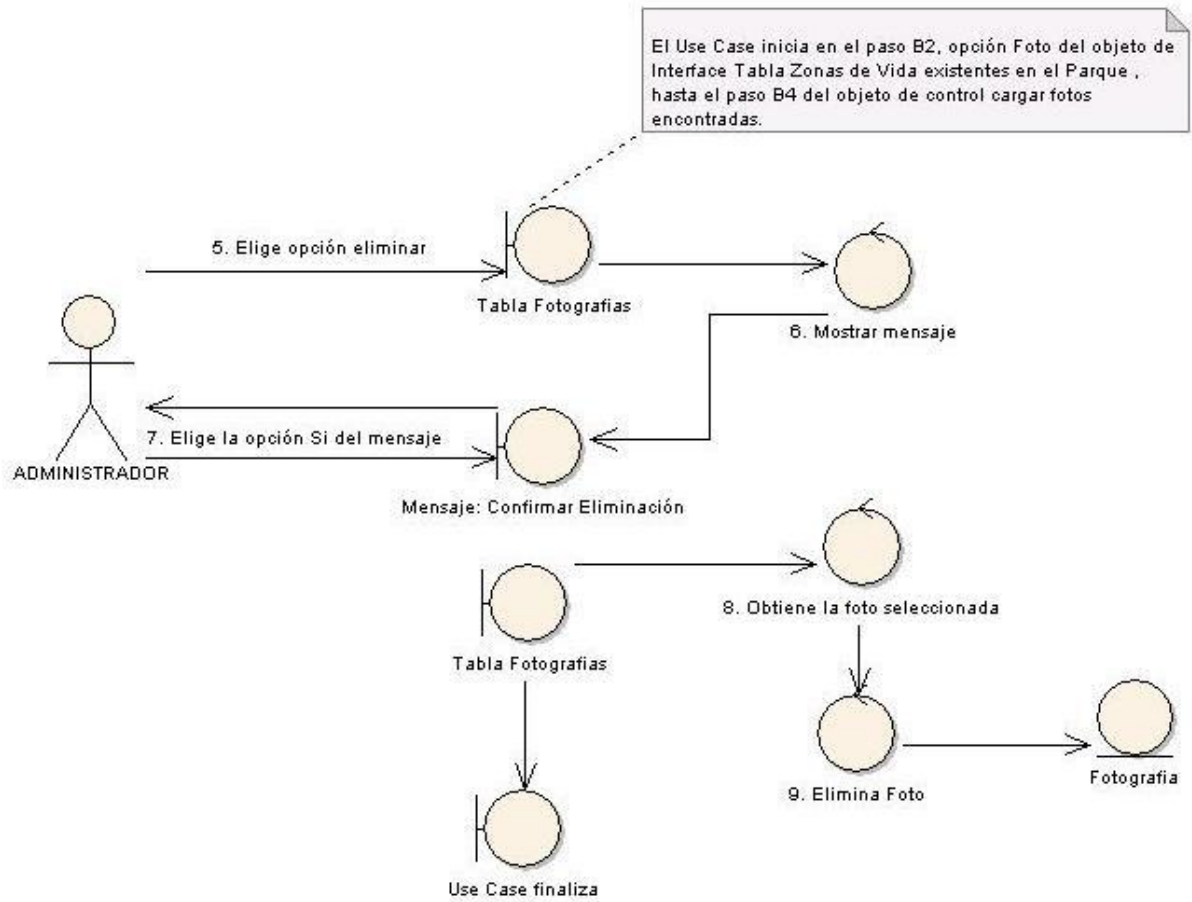 El Use Case inicia en el paso B2, opción Foto del objeto de
Interface Tabla Zonas de Vida existentes en el Parque ,
hasta el paso B4 del objeto de control cargar fotos
encontradas.
5. Elige opción eliminar
Tabla Fotografias
6. Mostrar mensaje
7. Elige la opción Si del mensaje
ADMINISTRADOR
Mensaje: Confirmar Eliminación
8. Obtiene la foto seleccionada
Tabla Fotografias
9. Elimina Foto
Fotografia
Use Case finaliza